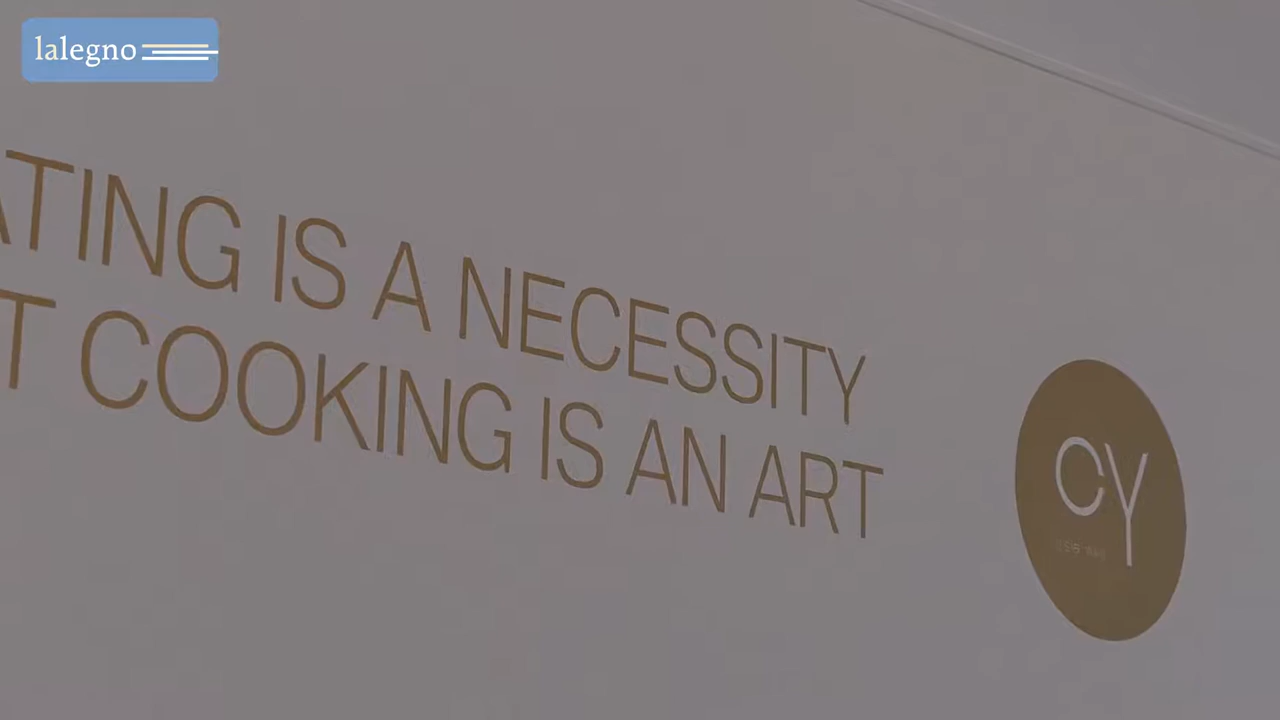 lalegno
ATING IS A NECESSITY
T COOKING IS AN ART
CY